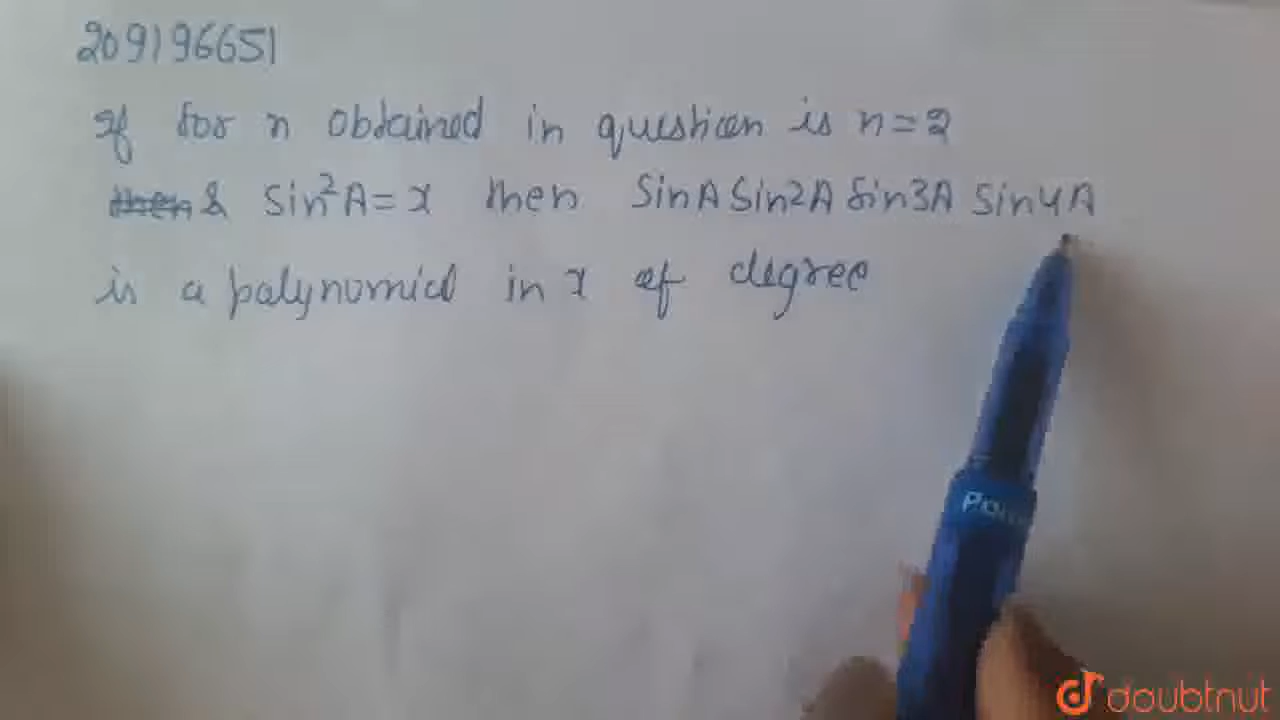 209196651
If for n obtained in question is n=2
then & Sin²A=x then SinA Sin2A Sin3A Sin4A
is a polynomial in x of degree
doubtnut